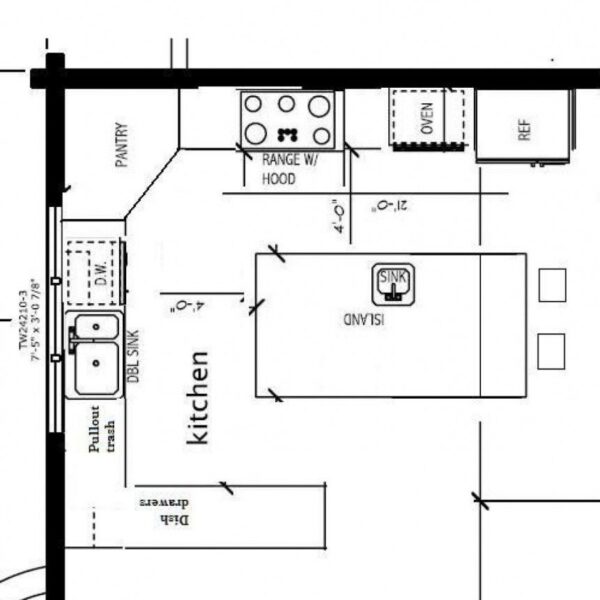 PANTRY
RANGE W/
HOOD
OVEN
REF
4'-0"
21'-0"
SINK
ISLAND
D.W.
4'-0"
TW24210-3
7'-5" x 3'-0 7/8"
DBL SINK
kitchen
Pullout
trash
Dish
drawers